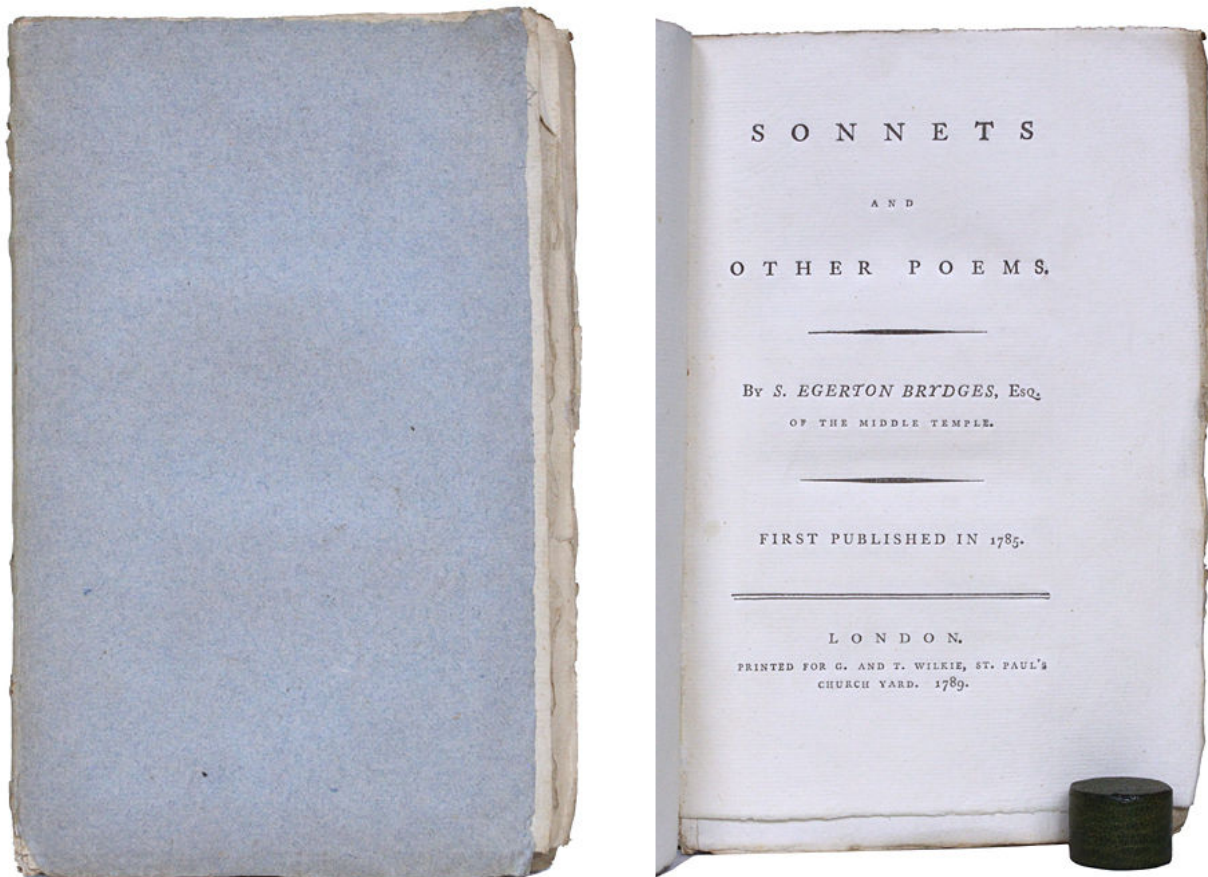 SONNETS
AND
OTHER POEMS.
By S. EGERTON BRYDGES, Esq.
OF THE MIDDLE TEMPLE.
FIRST PUBLISHED IN 1785.
LONDON.
PRINTED FOR G. AND T. WILKIE, ST. PAUL'S
CHURCH YARD. 1789.